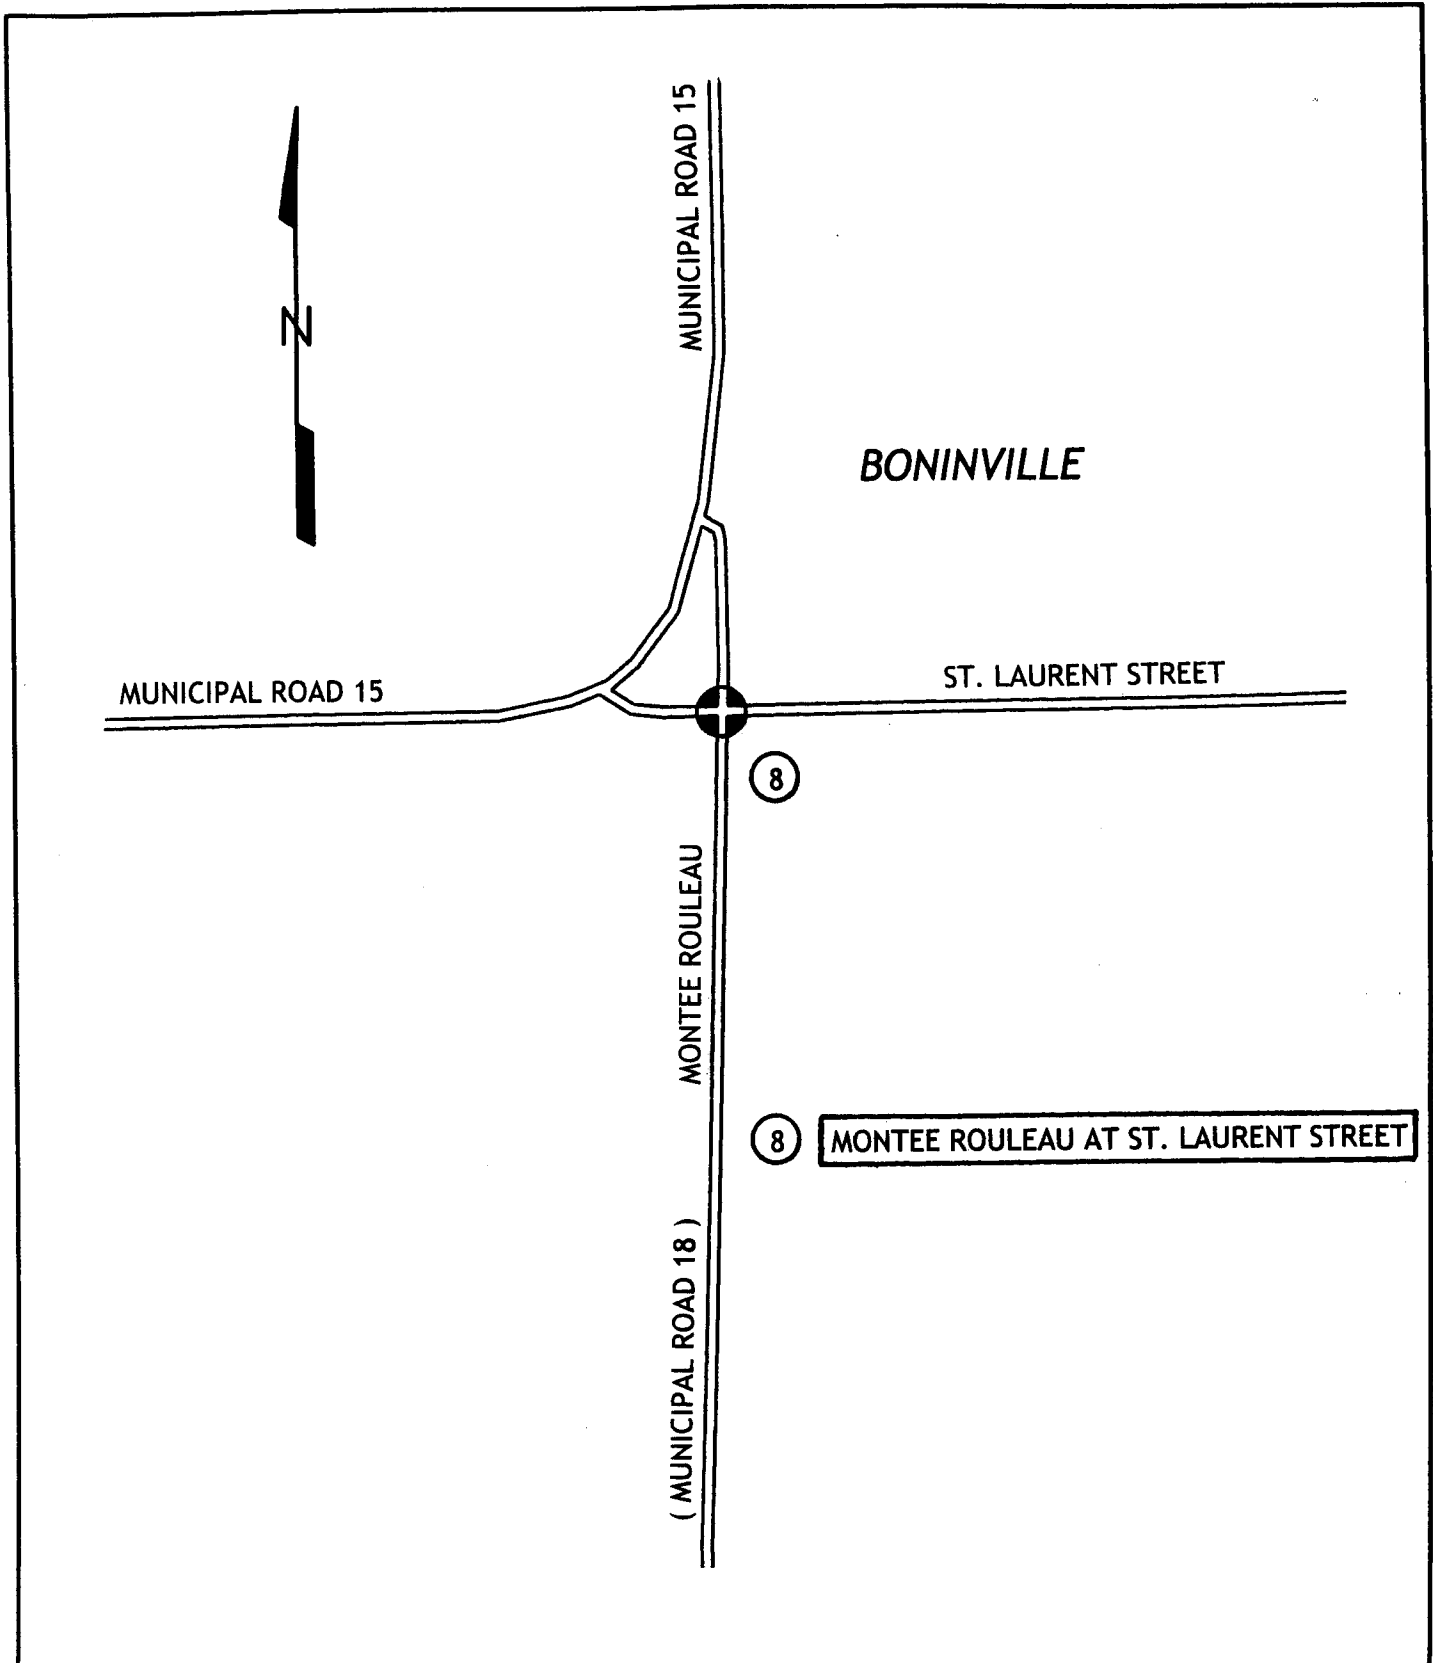 MUNICIPAL ROAD 15
N
BONINVILLE
MUNICIPAL ROAD 15
ST. LAURENT STREET
8
MONTEE ROULEAU
8 MONTEE ROULEAU AT ST. LAURENT STREET
( MUNICIPAL ROAD 18 )